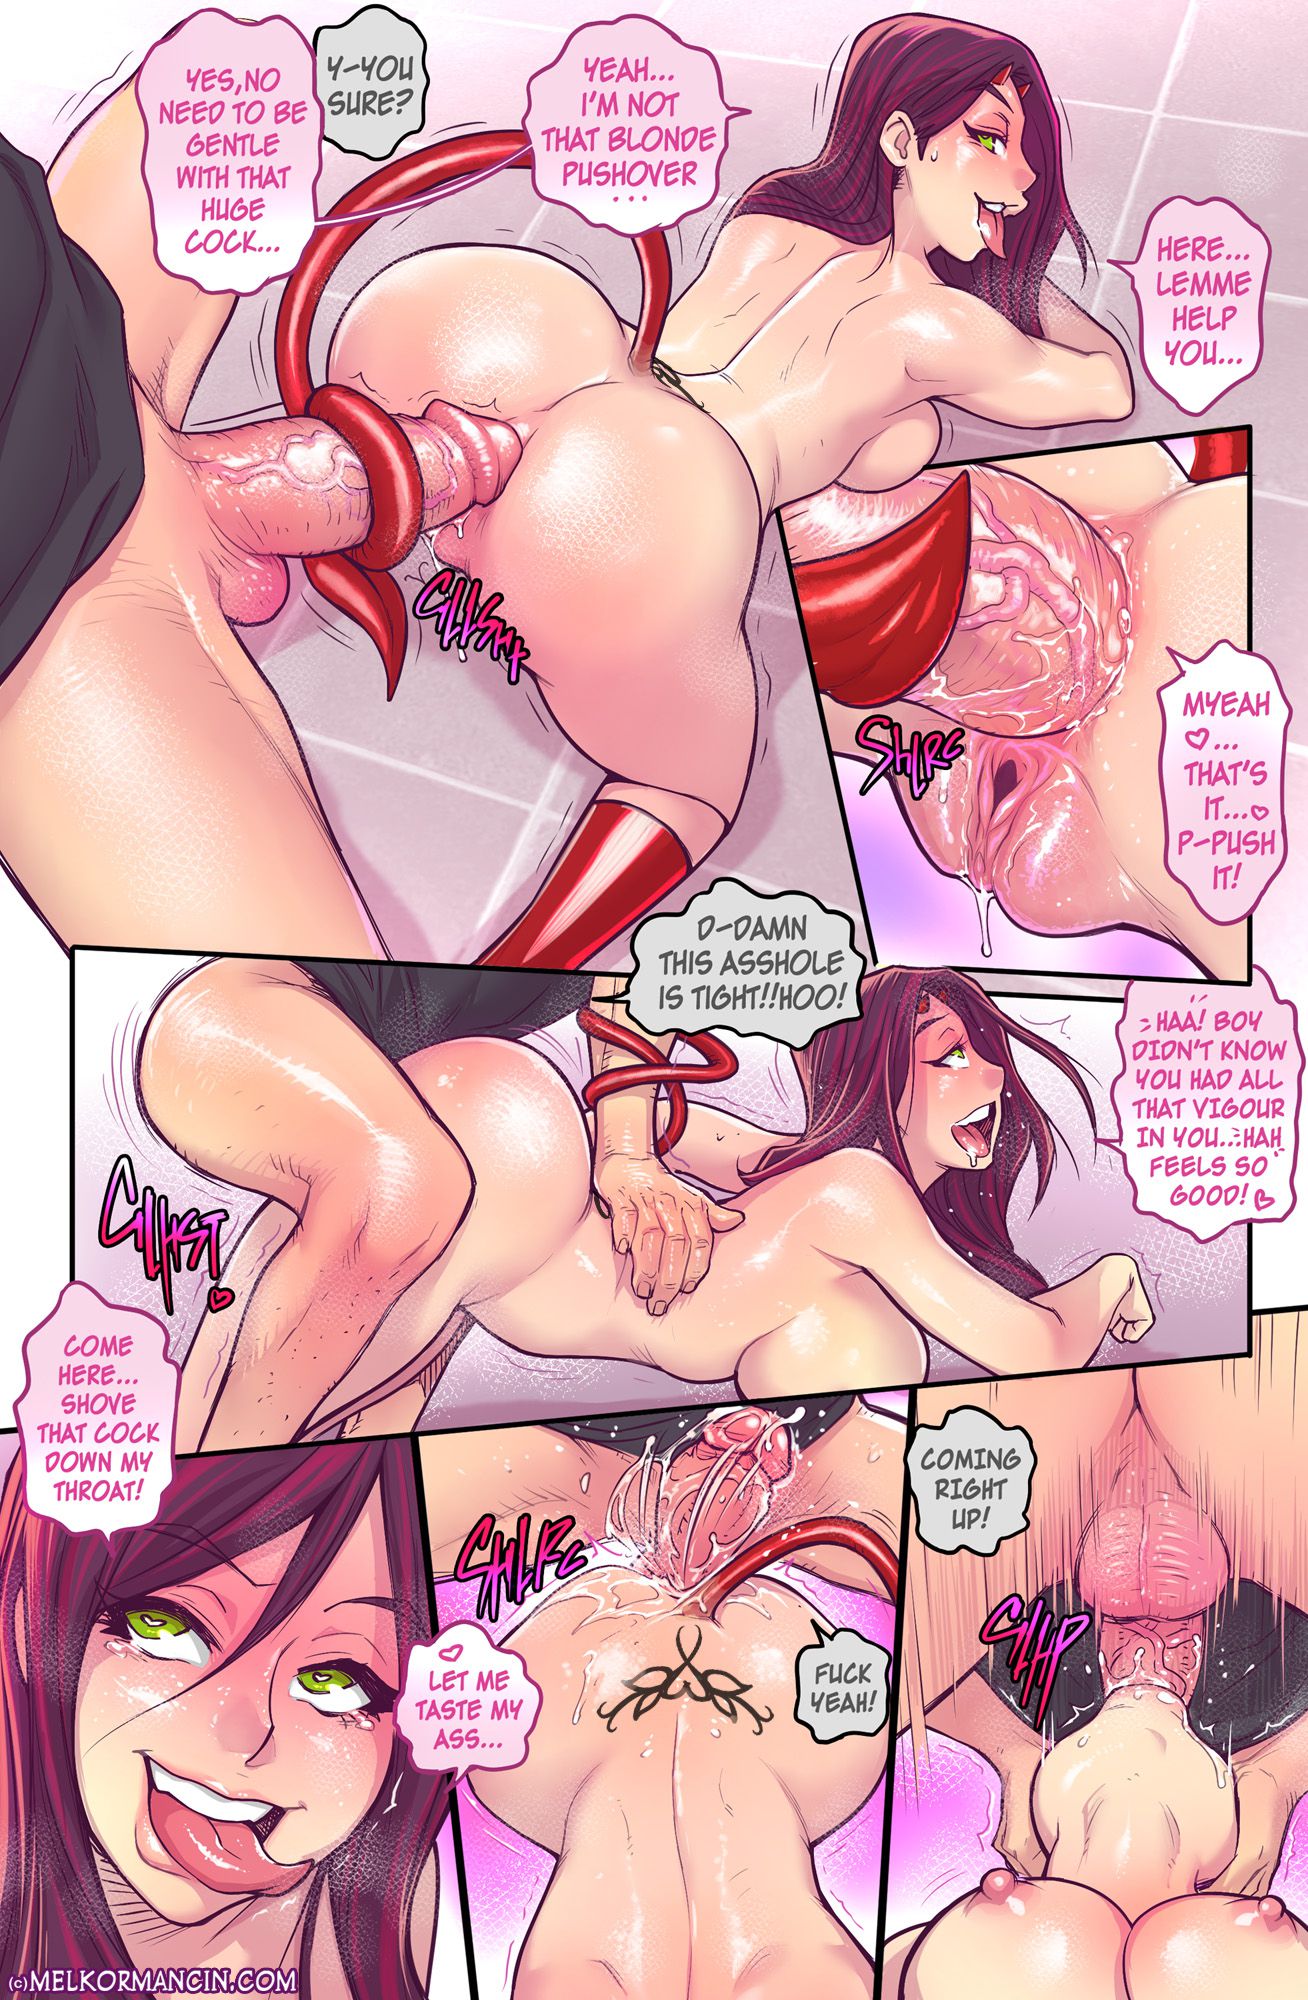 YES,NO
NEED TO BE
GENTLE
WITH THAT
HUGE
COCK...
Y-YOU
SURE?
YEAH...
I'M NOT
THAT BLONDE
PUSHOVER
...
HERE...
LEMME
HELP
YOU...
GLLSHH
MYEAH
♡...
THAT'S
IT...♡
P-PUSH
IT!
SHLRC
D-DAMN
THIS ASSHOLE
IS TIGHT!!HOO!
HAA! BOY
DIDN'T KNOW
YOU HAD ALL
THAT VIGOUR
IN YOU...HAH
FEELS SO
GOOD!♡
GLHST
♡
COME
HERE...
SHOVE
THAT COCK
DOWN MY
THROAT!
♡
LET ME
TASTE MY
ASS...
SHLRC
FUCK
YEAH!
COMING
RIGHT
UP!
(C)MELKORMANCIN.COM